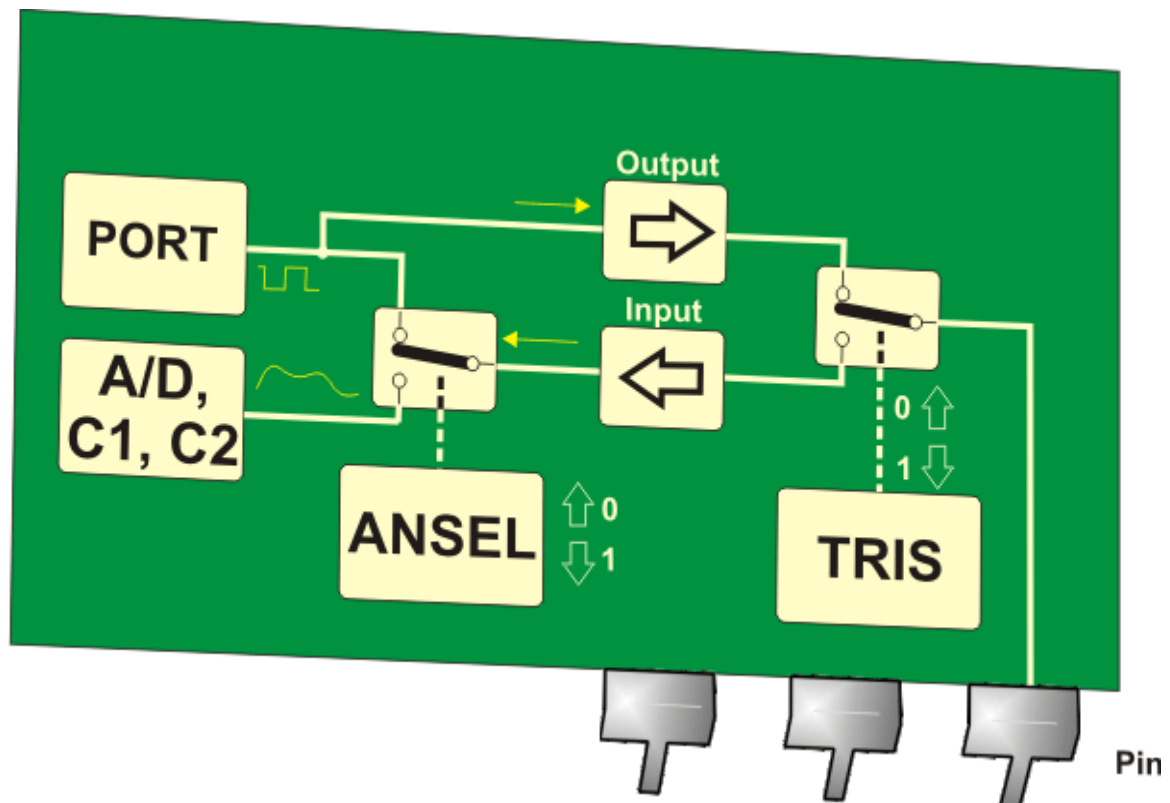 Output
PORT
Input
A/D,
C1, C2
0
1
ANSEL
0
1
TRIS
Pin